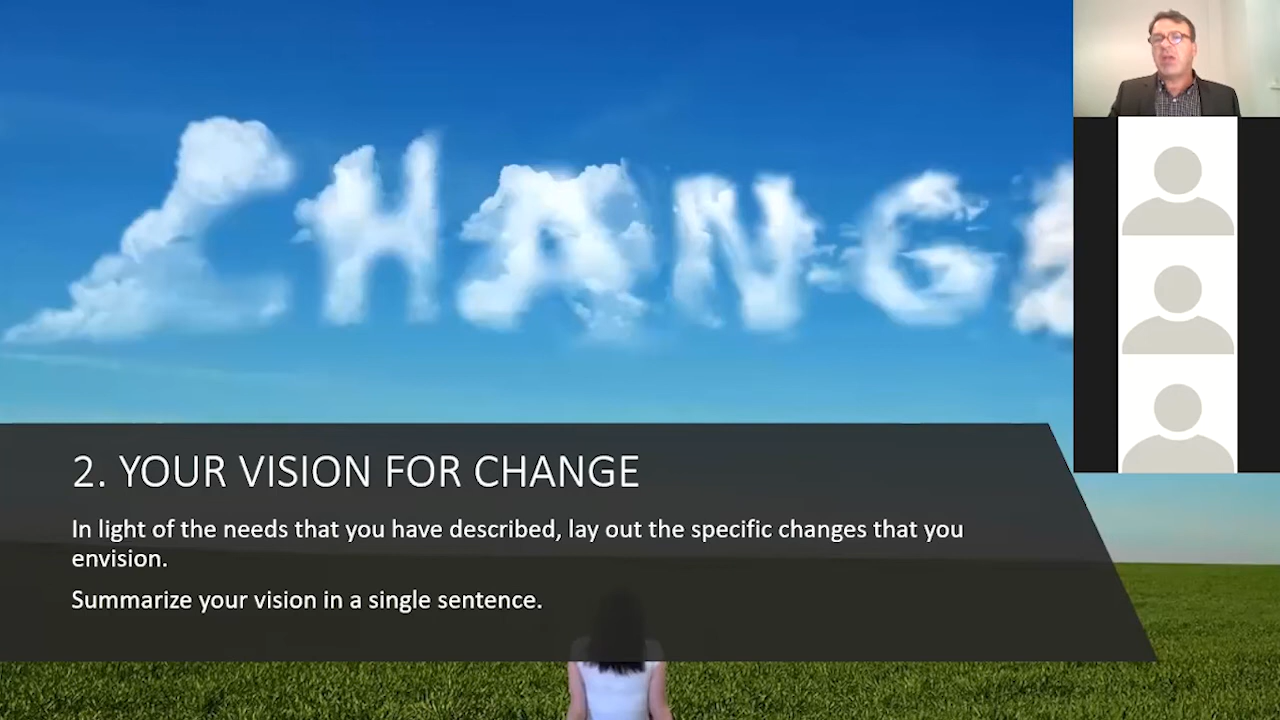 CHANGE
2. YOUR VISION FOR CHANGE
In light of the needs that you have described, lay out the specific changes that you
envision.
Summarize your vision in a single sentence.